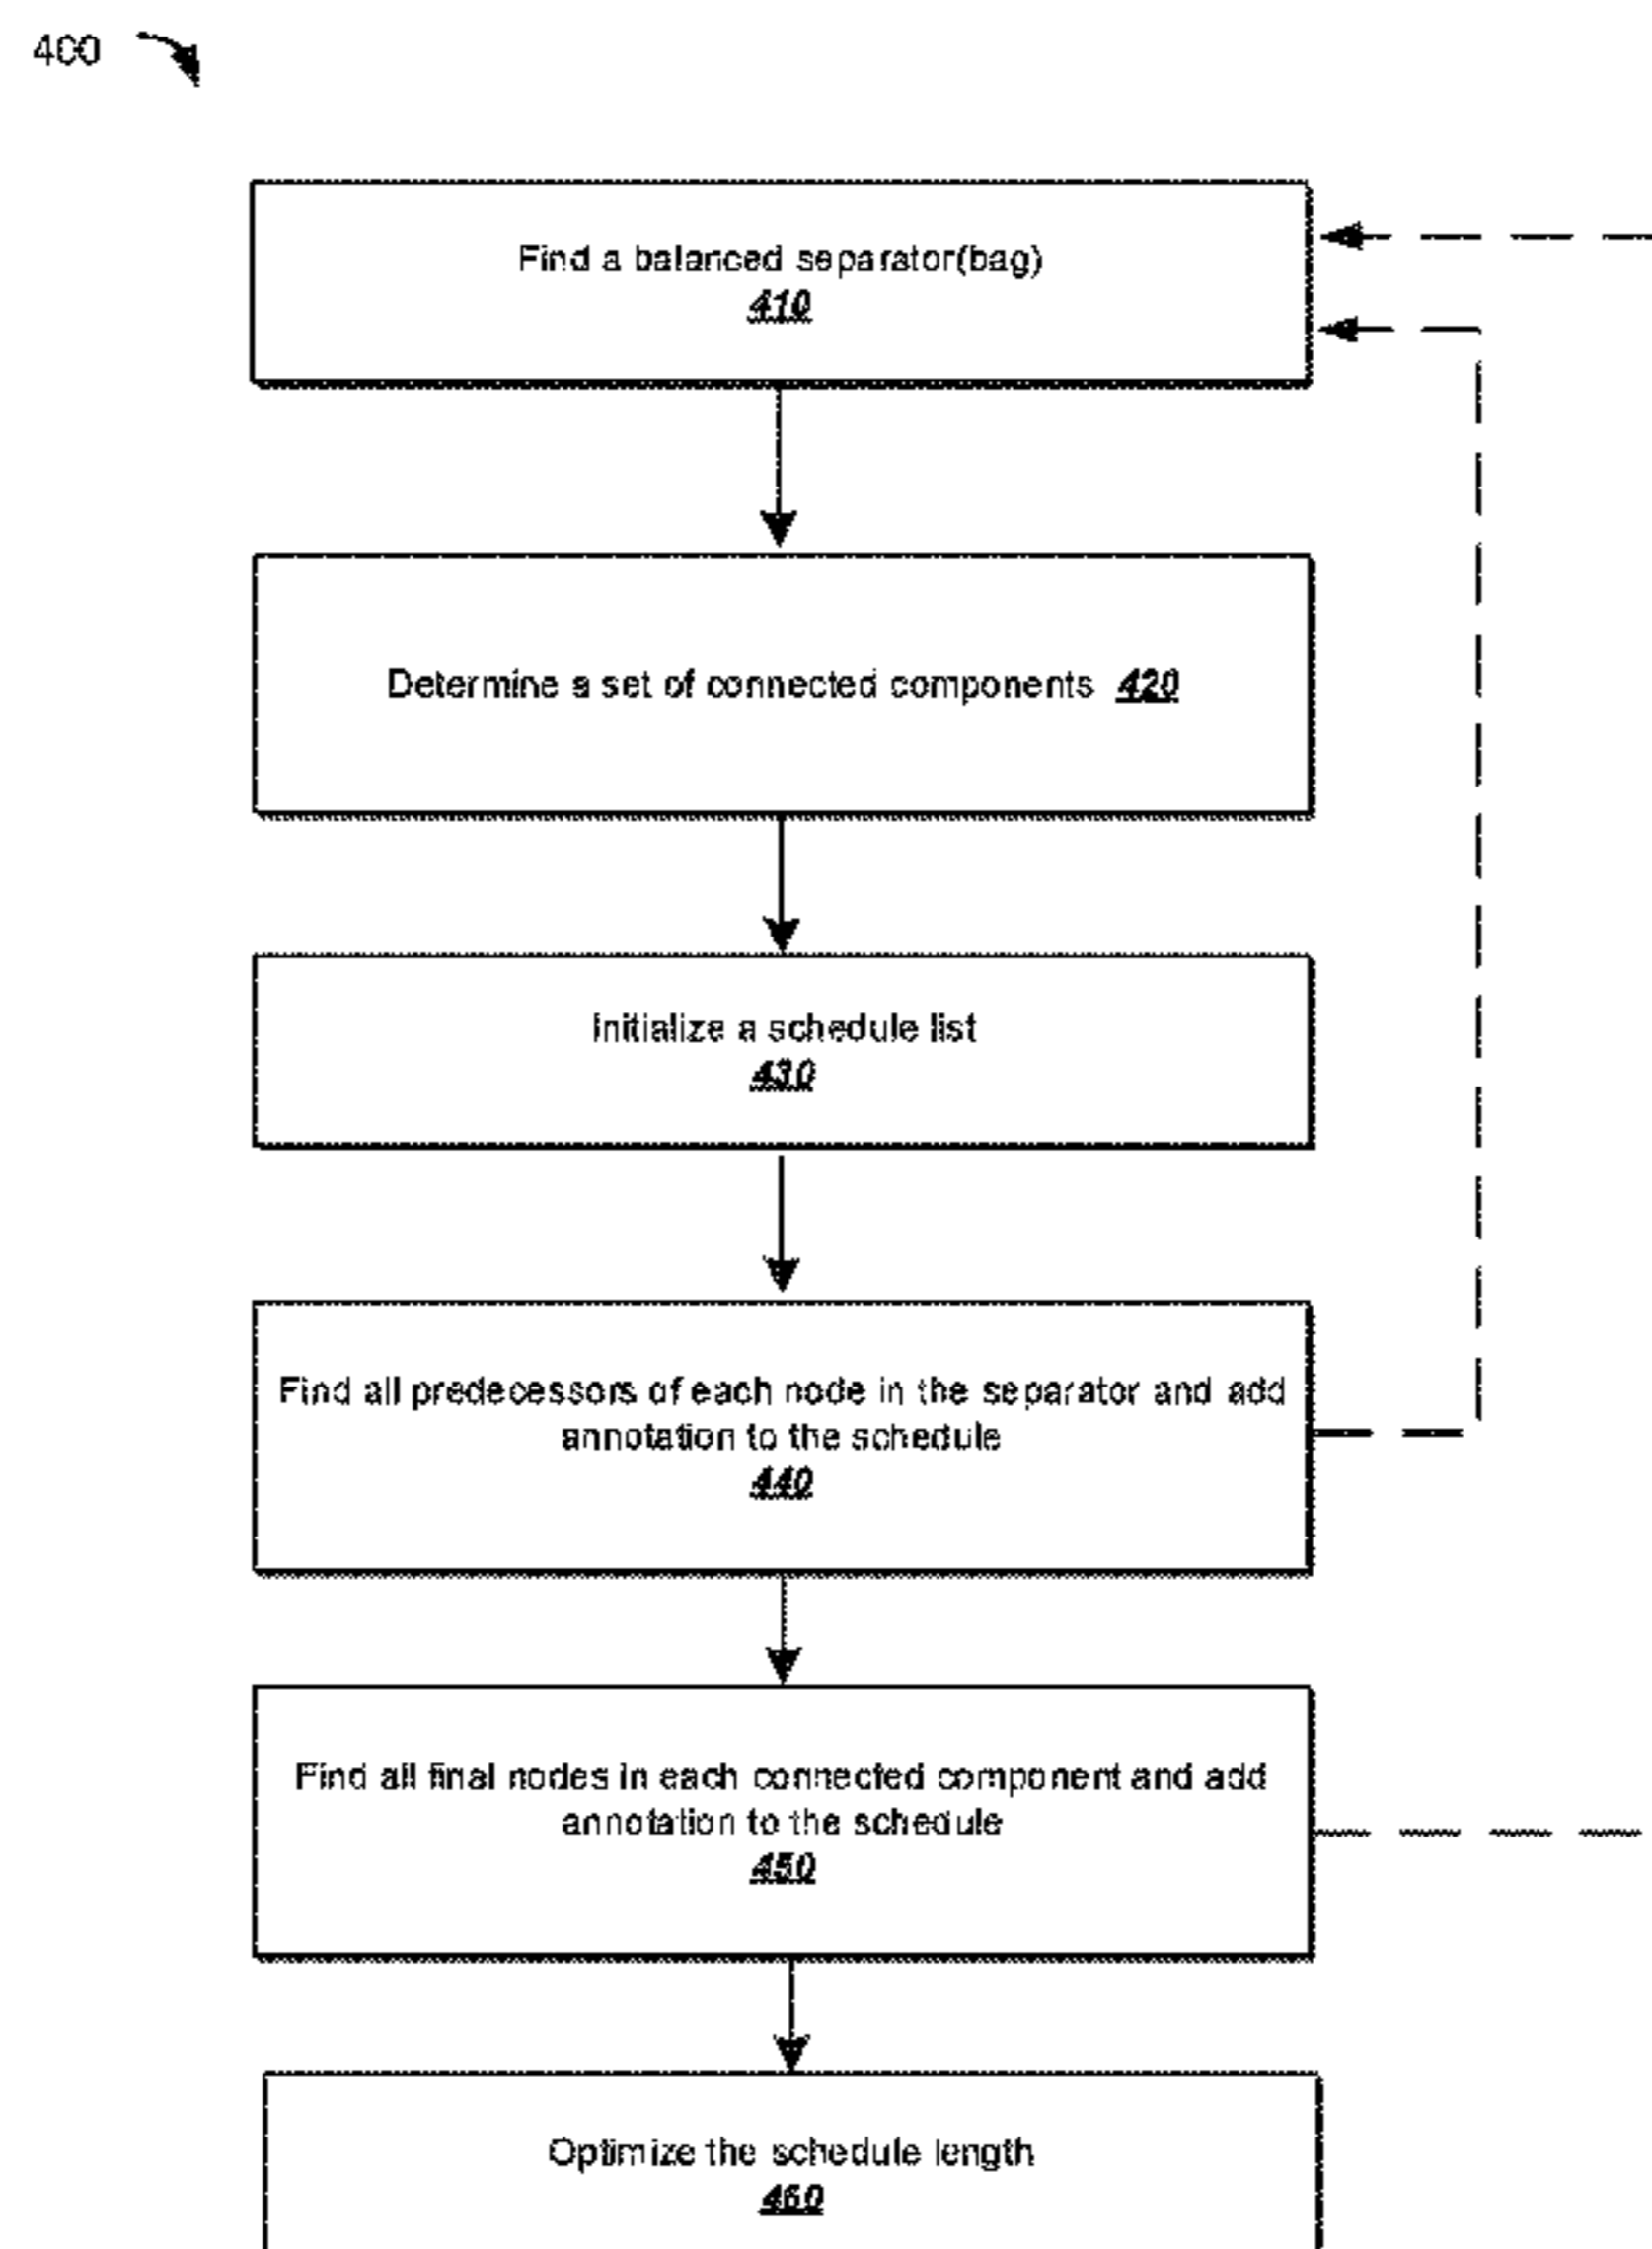 400
Find a balanced separator(bag)
410
Determine a set of connected components 420
Initialize a schedule list
430
Find all predecessors of each node in the separator and add
annotation to the schedule
440
Find all final nodes in each connected component and add
annotation to the schedule
450
Optimize the schedule length
460